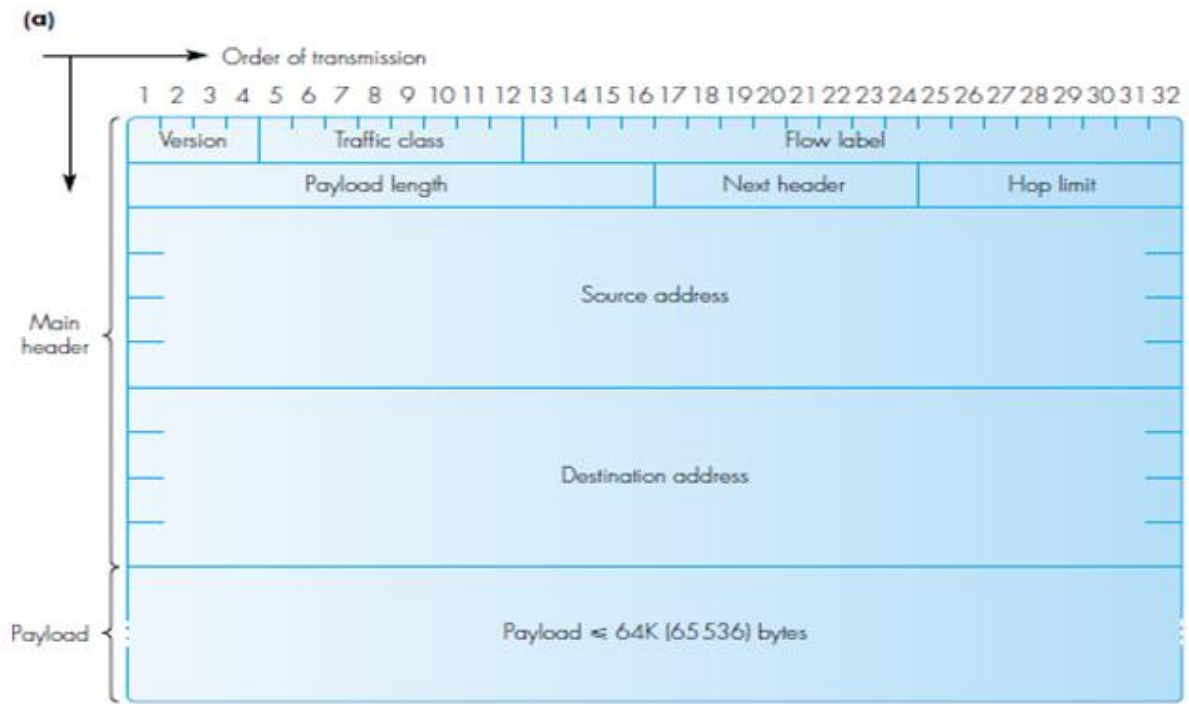 (a)
Order of transmission
1 2 3 4 5 6 7 8 9 10 11 12 13 14 15 16 17 18 19 20 21 22 23 24 25 26 27 28 29 30 31 32
Version Traffic class Flow label
Payload length Next header Hop limit
Source address
Main
header
Destination address
Payload Payload ⩽ 64K (65 536) bytes